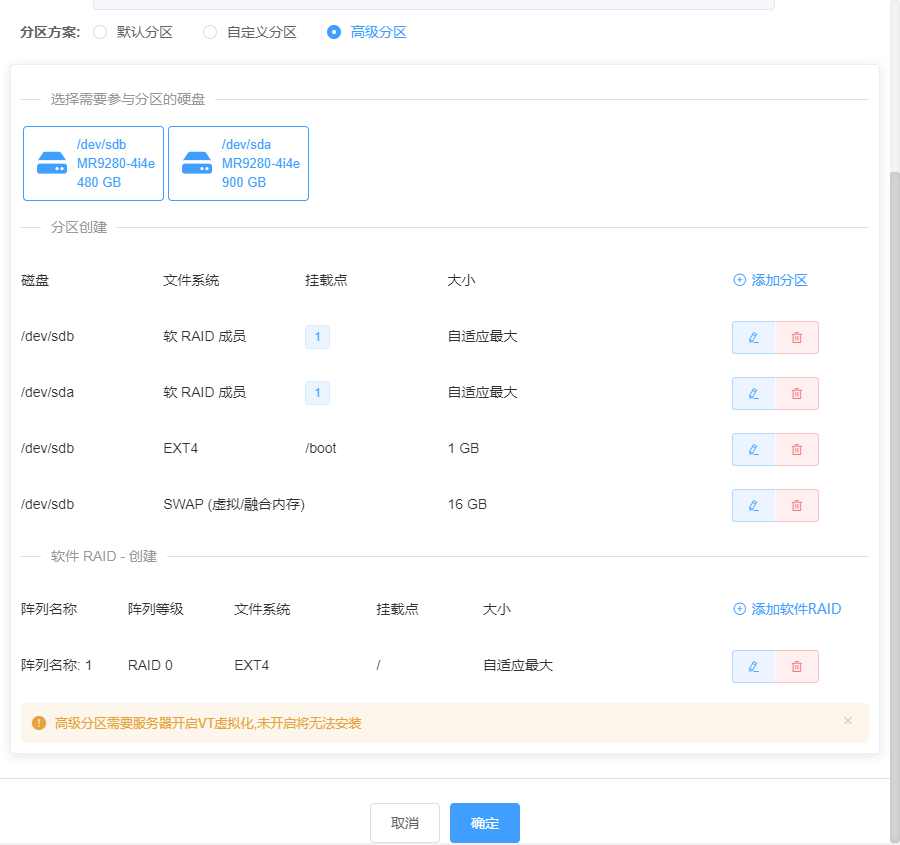 分区方案: 默认分区 自定义分区 高级分区
选择需要参与分区的硬盘
/dev/sdb
MR9280-4i4e
480 GB
/dev/sda
MR9280-4i4e
900 GB
分区创建
磁盘 文件系统 挂载点 大小 添加分区
/dev/sdb 软 RAID 成员 1 自适应最大
/dev/sda 软 RAID 成员 1 自适应最大
/dev/sdb EXT4 /boot 1 GB
/dev/sdb SWAP (虚拟/融合内存) 16 GB
软件 RAID - 创建
阵列名称 阵列等级 文件系统 挂载点 大小 添加软件RAID
阵列名称: 1 RAID 0 EXT4 / 自适应最大
高级分区需要服务器开启VT虚拟化,未开启将无法安装
取消 确定